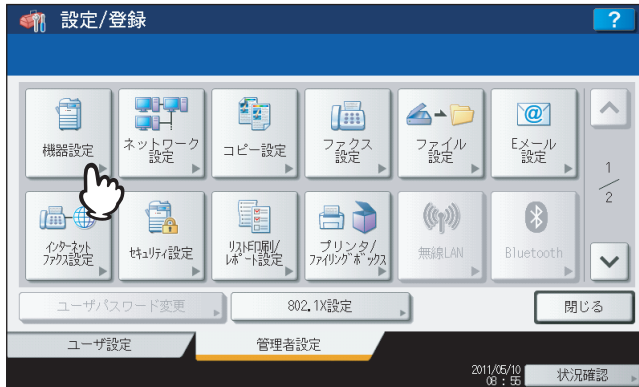 設定/登録
?
機器設定
ネットワーク
設定
コピー設定
ファクス
設定
ファイル
設定
Eメール
設定
1
2
インターネット
ファクス設定
セキュリティ設定
リスト印刷/
レポート設定
プリンタ/
ファイリングボックス
無線LAN
Bluetooth
ユーザパスワード変更
802.1X設定
閉じる
ユーザ設定
管理者設定
2011/05/10
08:55
状況確認